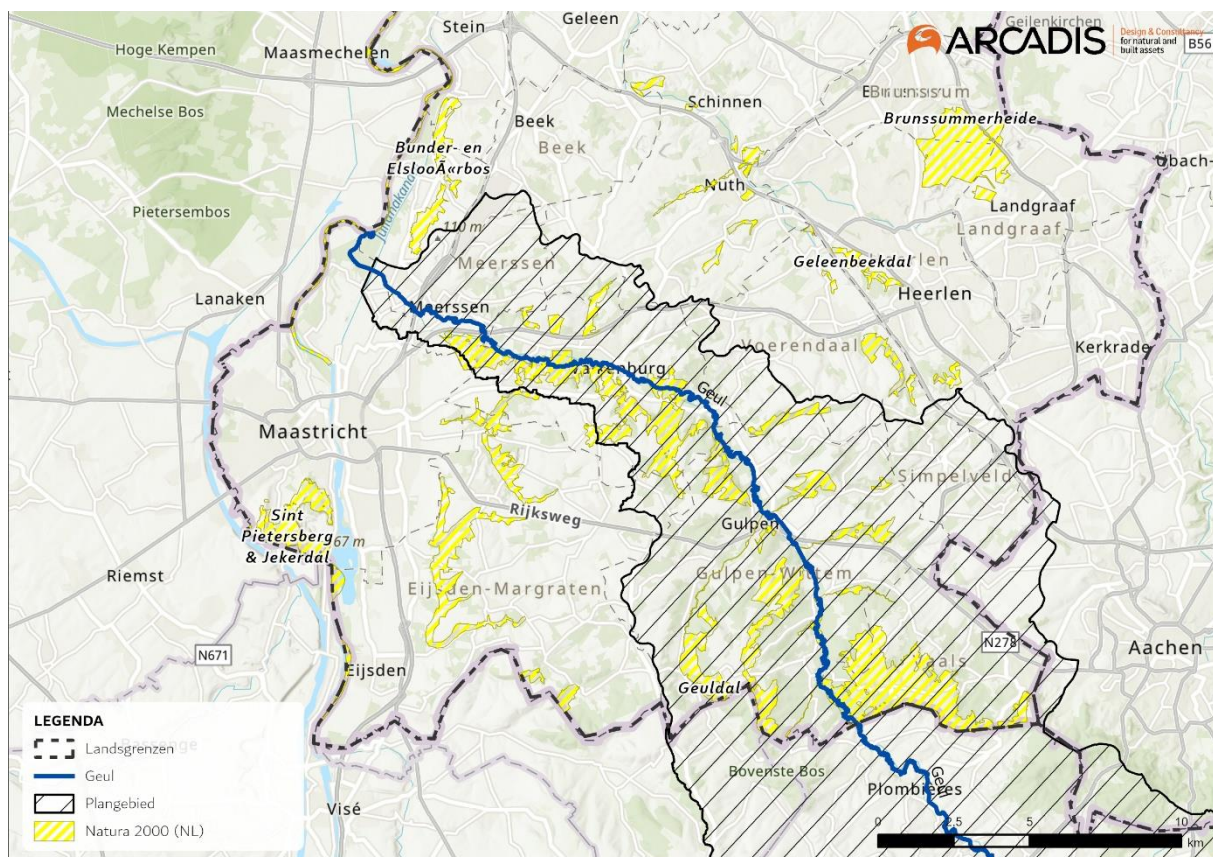 Stein
Geleen
Geilenkirchen
Hoge Kempen
Maasmechelen
ARCADIS
Design & Consultancy
for natural and
built assets
B56
Mechelse Bos
Schinnen
Brunssum
Beek
Beek
Brunssummerheide
Bunder- en
ElslooÃ«rbos
Übach-
Nuth
Pietersembos
Julianakanaal
Landgraaf
Landgraaf
110 m
Meerssen
Geleenbeekdal
Heerlen
Lanaken
Meerssen
Voerendaal
Kerkrade
Valkenburg
Geul
Maastricht
Simpelveld
Rijksweg
Gulpen
Sint
Pietersberg
& Jekerdal
67 m
Riemst
Eijsden-Margraten
Gulpen-Wittem
N671
N278
Aachen
Eijsden
Vaals
Geuldal
LEGENDA
Landsgrenzen
Geul
Plangebied
Natura 2000 (NL)
Bassenge
Visé
Bovenste Bos
Plombières
Geul
0 2,5 5 10
km